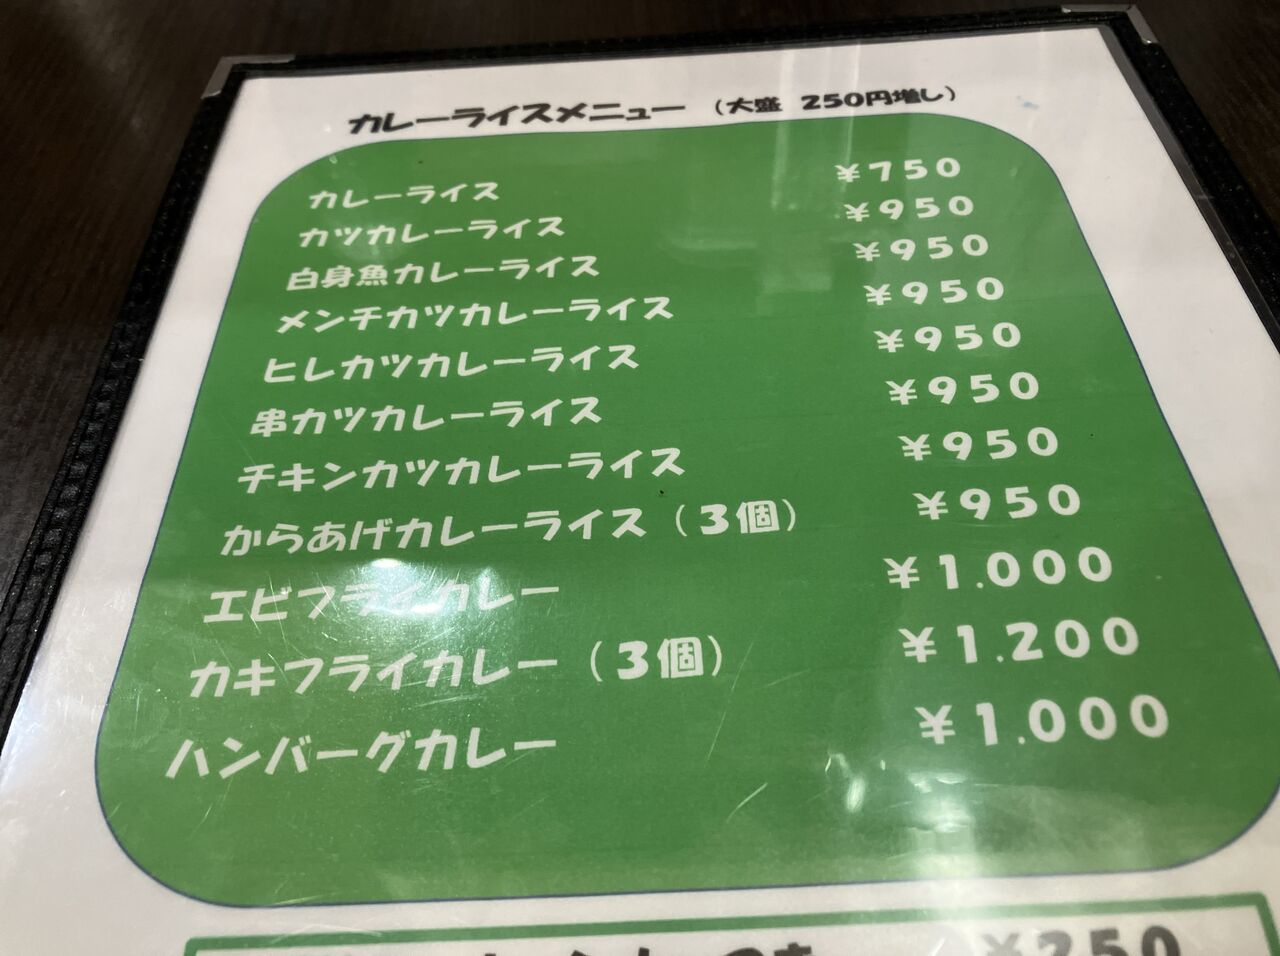 カレーライスメニュー （大盛 250円増し）
カレーライス ¥750
カツカレーライス ¥950
白身魚カレーライス ¥950
メンチカツカレーライス ¥950
ヒレカツカレーライス ¥950
串カツカレーライス ¥950
チキンカツカレーライス ¥950
からあげカレーライス（3個） ¥950
エビフライカレー ¥1.000
カキフライカレー（3個） ¥1.200
ハンバーグカレー ¥1.000
¥250